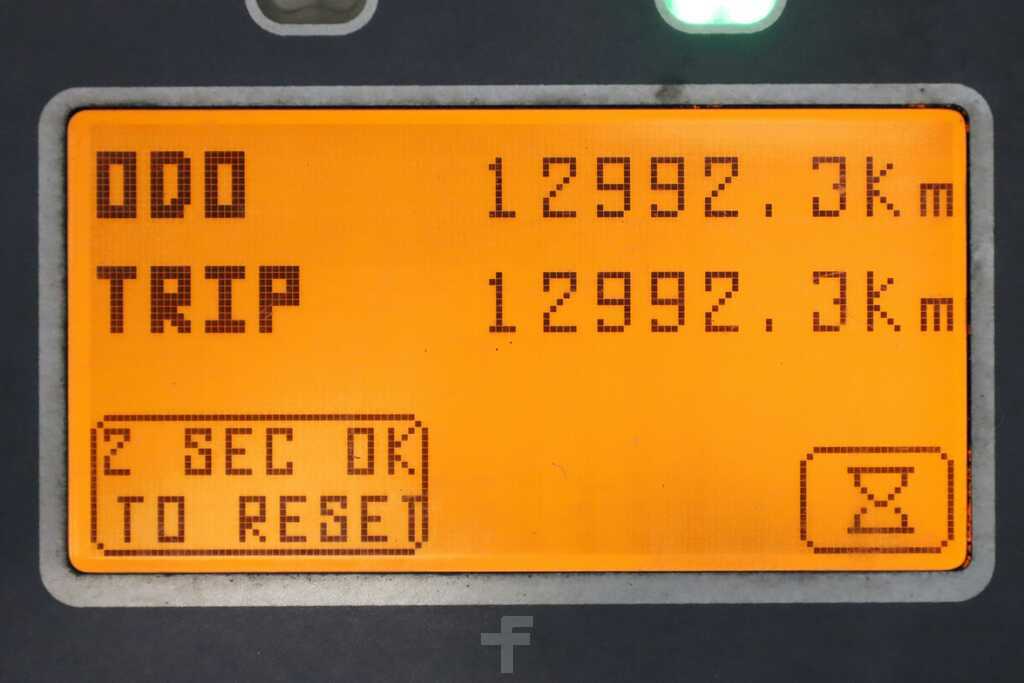 ODO 12992.3km
TRIP 12992.3km
2 SEC OK
TO RESET